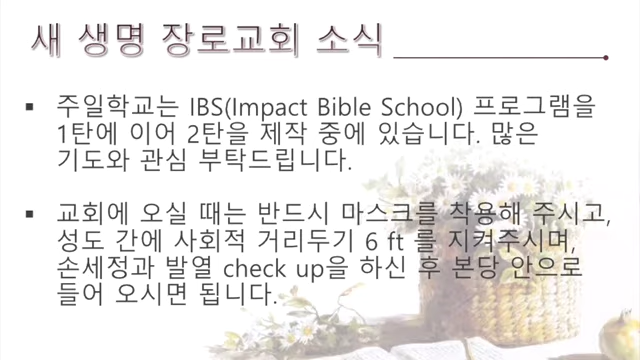 새 생명 장로교회 소식
▪ 주일학교는 IBS(Impact Bible School) 프로그램을
1탄에 이어 2탄을 제작 중에 있습니다. 많은
기도와 관심 부탁드립니다.
▪ 교회에 오실 때는 반드시 마스크를 착용해 주시고,
성도 간에 사회적 거리두기 6 ft 를 지켜주시며,
손세정과 발열 check up을 하신 후 본당 안으로
들어 오시면 됩니다.